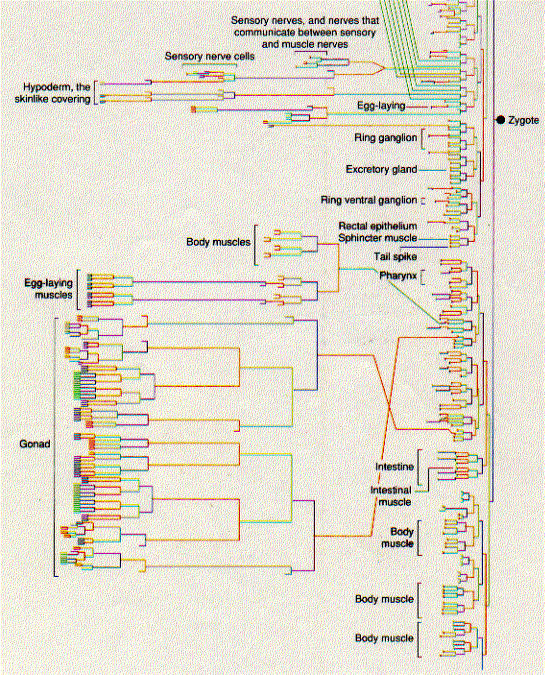 Sensory nerves, and nerves that
communicate between sensory
and muscle nerves
Sensory nerve cells
Hypoderm, the
skinlike covering
Egg-laying
Zygote
Ring ganglion
Excretory gland
Ring ventral ganglion
Rectal epithelium
Sphincter muscle
Body muscles
Tail spike
Pharynx
Egg-laying
muscles
Gonad
Intestine
Intestinal
muscle
Body
muscle
Body muscle
Body muscle